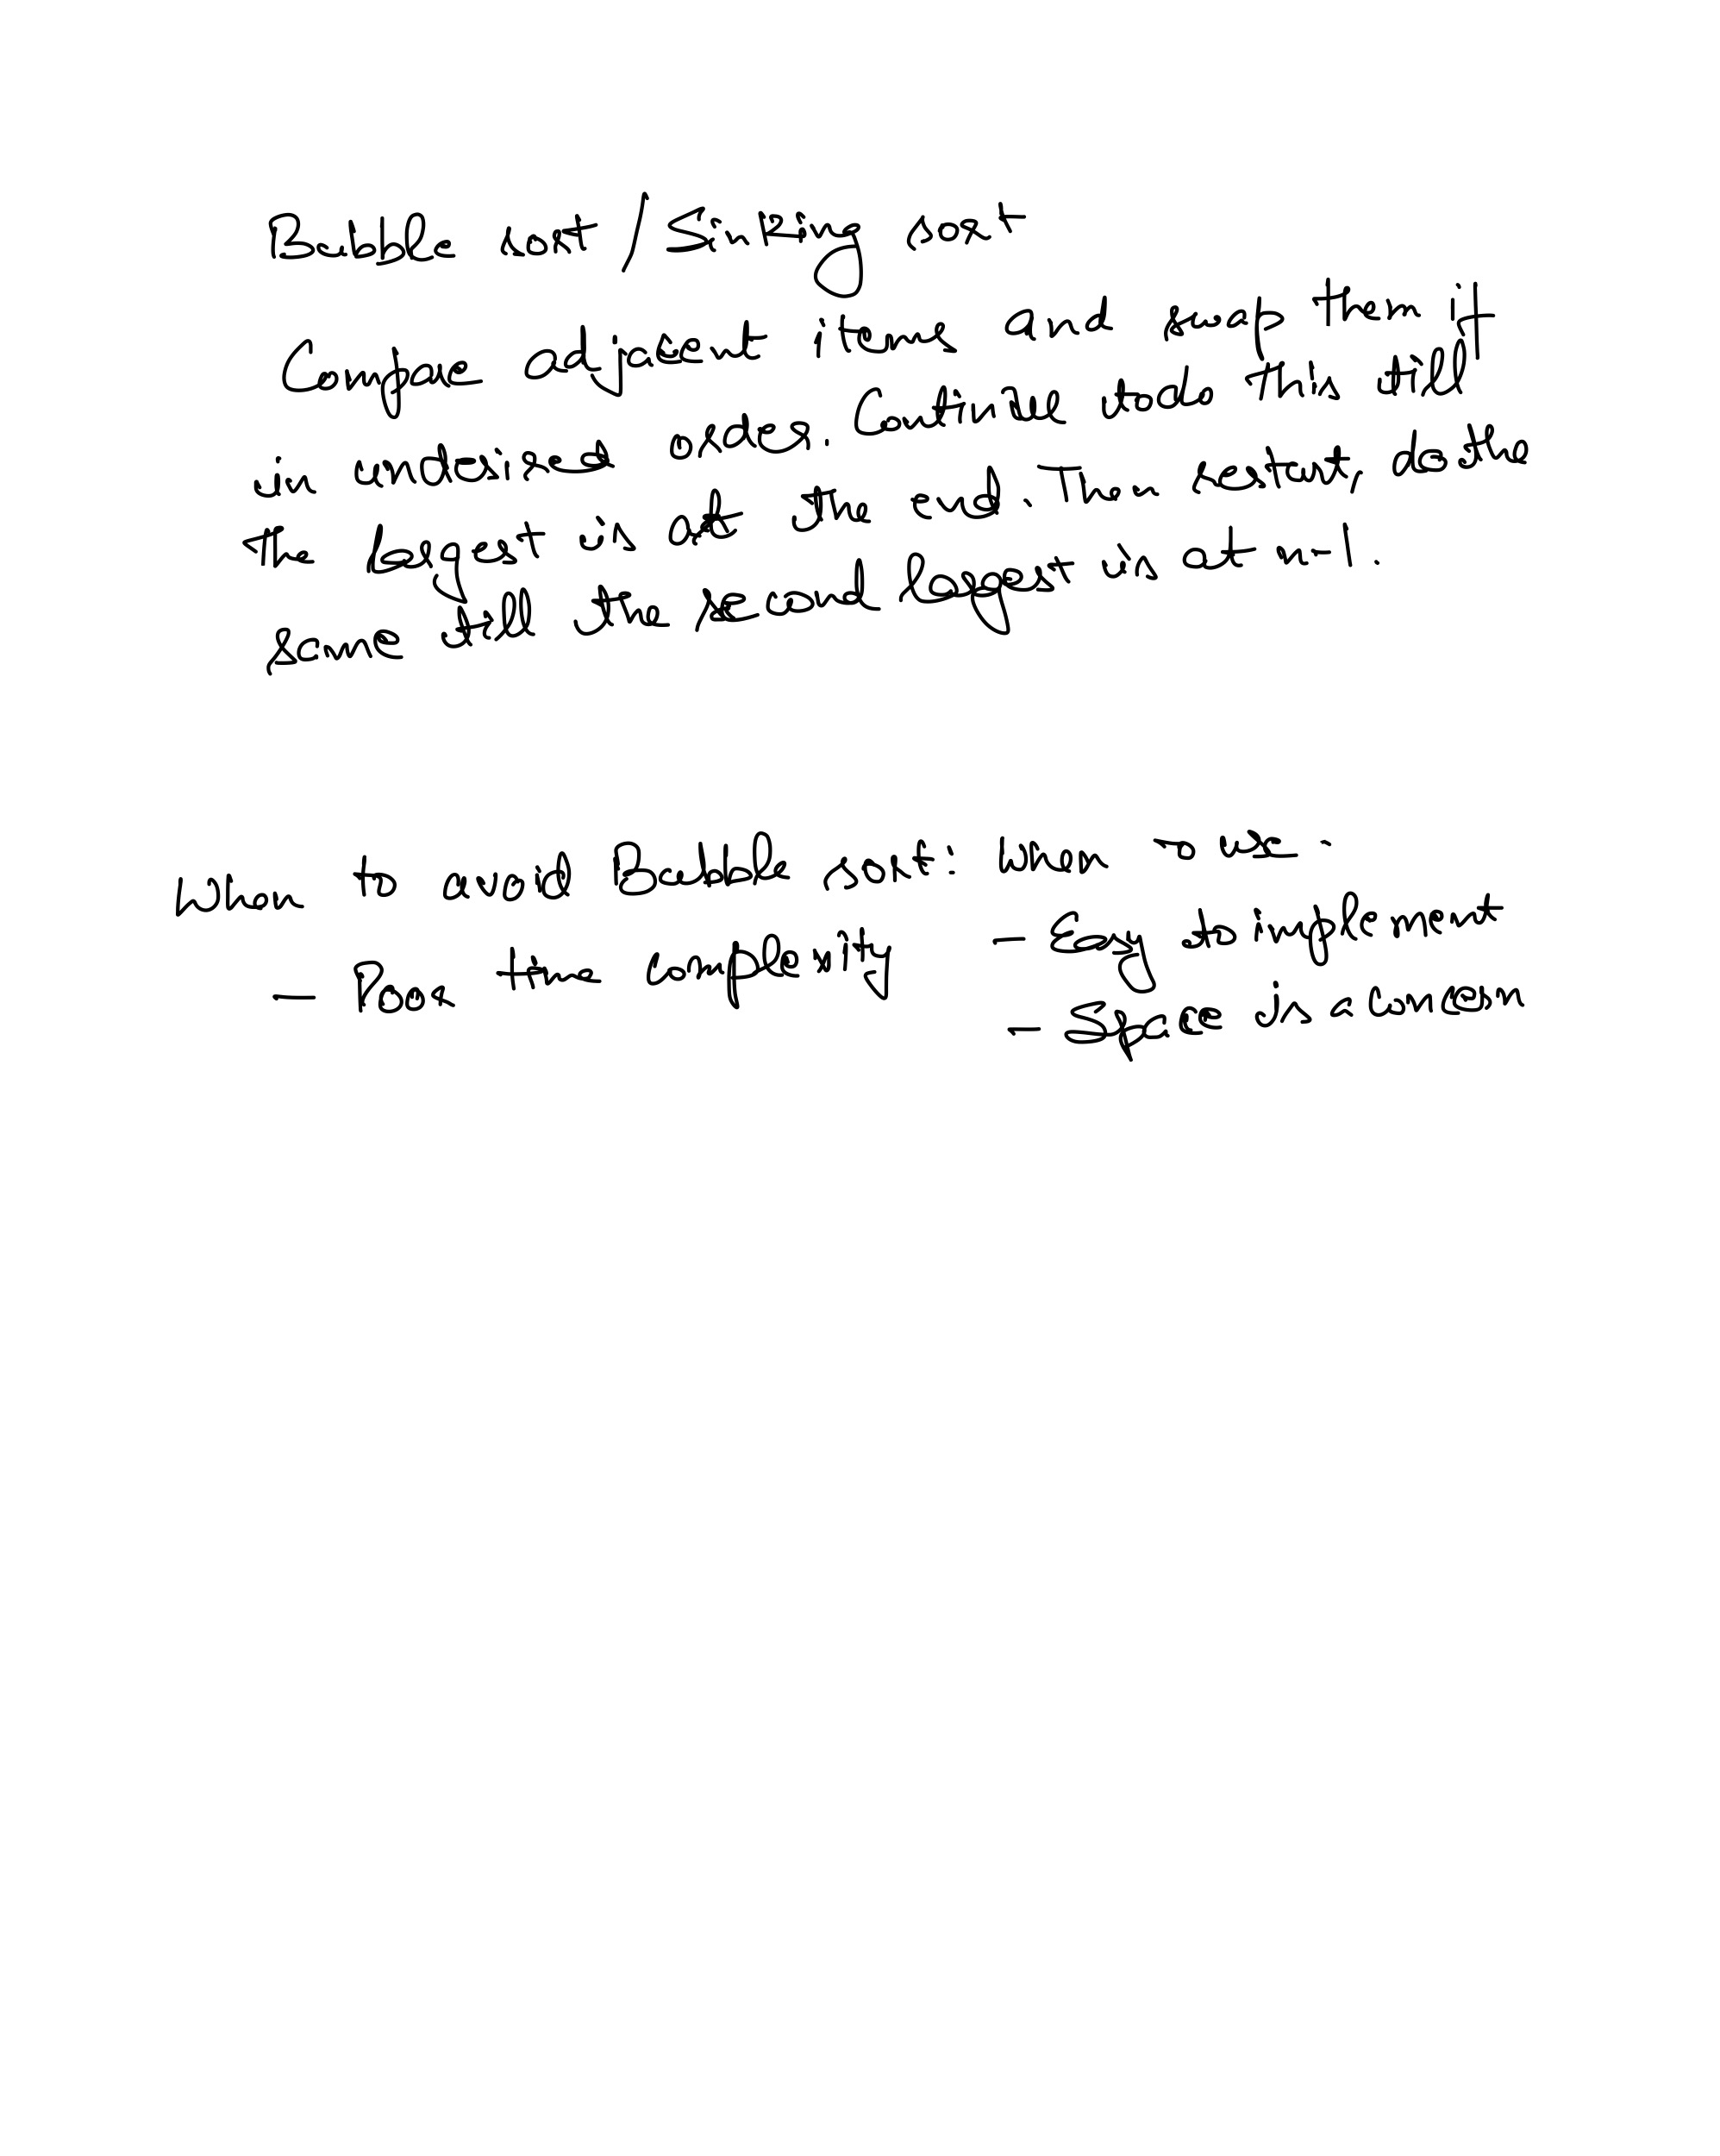 Bubble sort / Sinking sort
Compare adjacent items and swap them it
in undesired order. Continue to do this till
the largest is at the end. Then restart, do the
same till the second largest is at n-1.
When to avoid Bubble sort: When to use:
- Poor time complexity - Easy to implement
- Space is concern